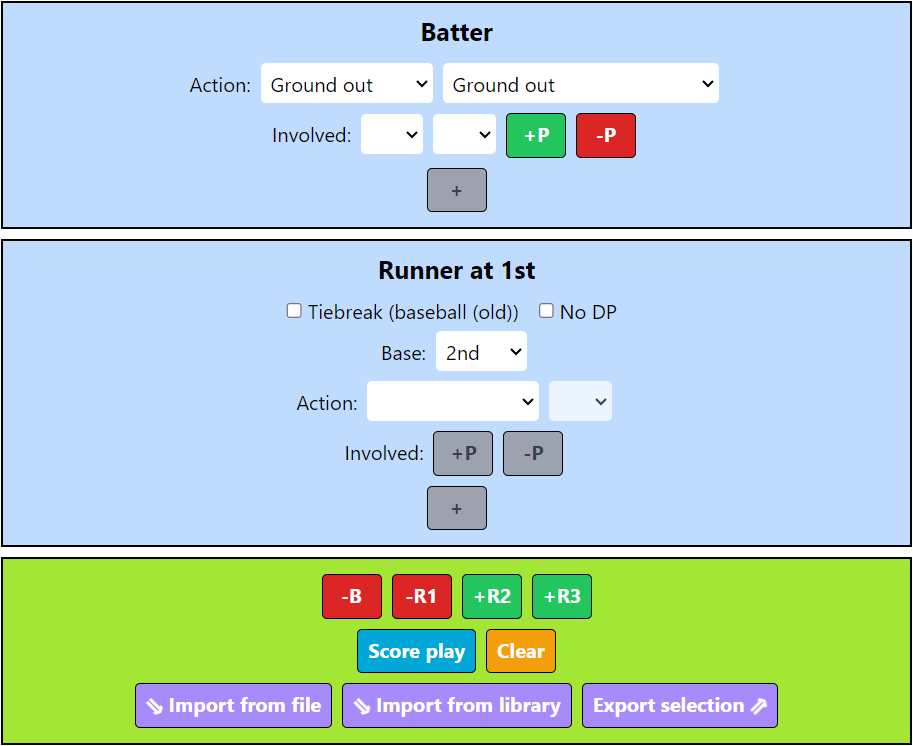 Batter
Action: Ground out Ground out
Involved: +P -P
+
Runner at 1st
Tiebreak (baseball (old)) No DP
Base: 2nd
Action:
Involved: +P -P
+
-B -R1 +R2 +R3
Score play Clear
⇘ Import from file ⇘ Import from library Export selection ⇗